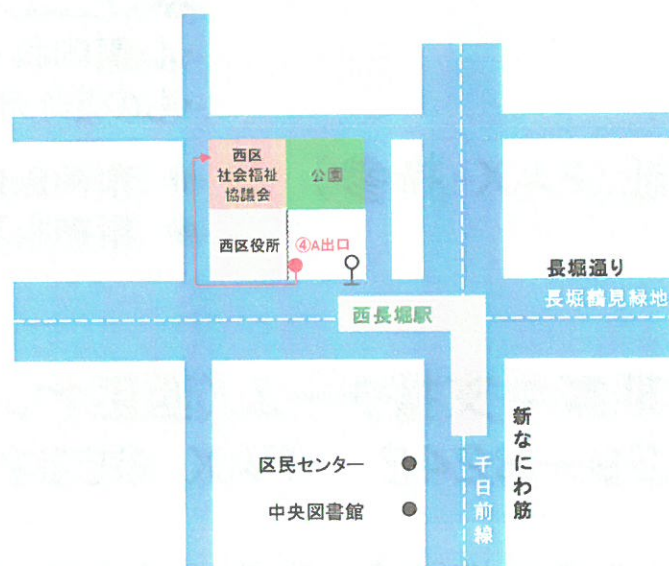 西区
社会福祉
協議会
公園
西区役所
④A出口
長堀通り
長堀鶴見緑地
西長堀駅
新なにわ筋
千日前線
区民センター
中央図書館